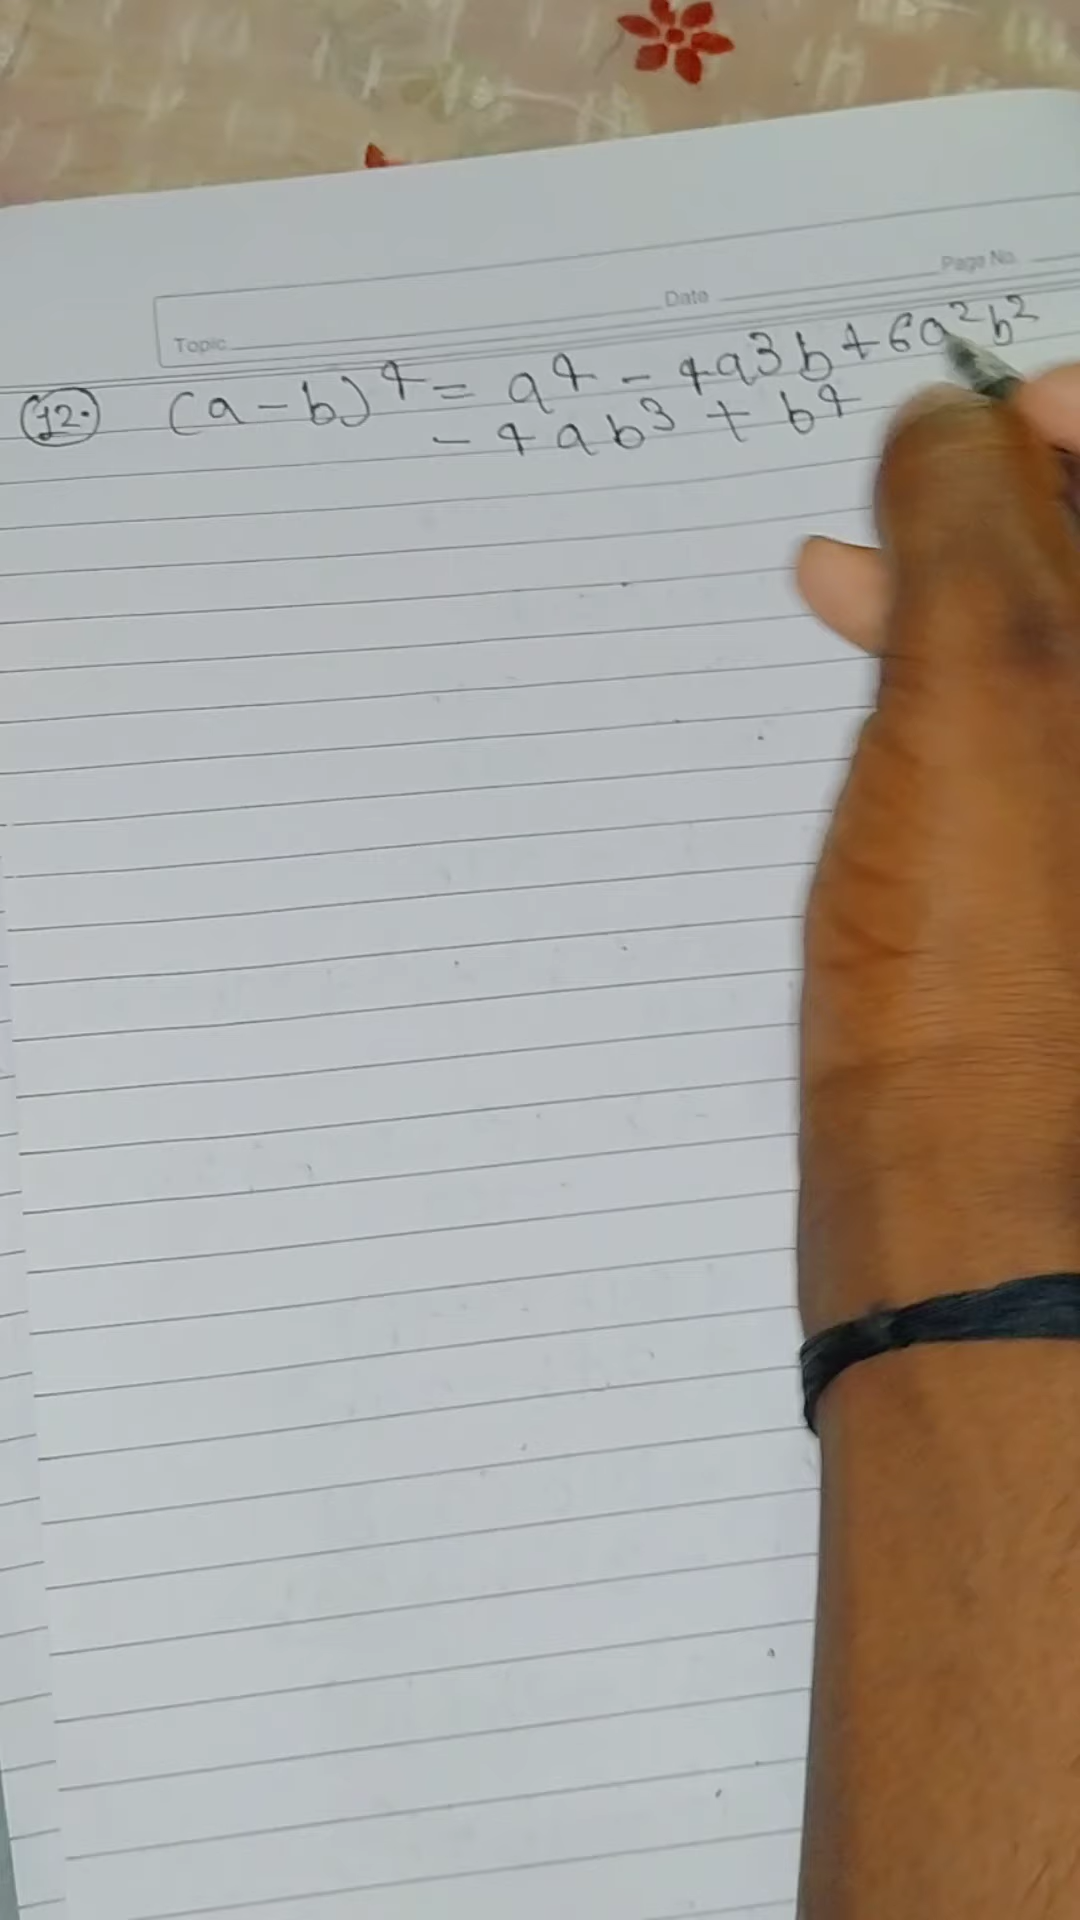 Topic Date Page No.
(12.) (a-b)⁴ = a⁴ - 4a³b + 6a²b²
- 4ab³ + b⁴